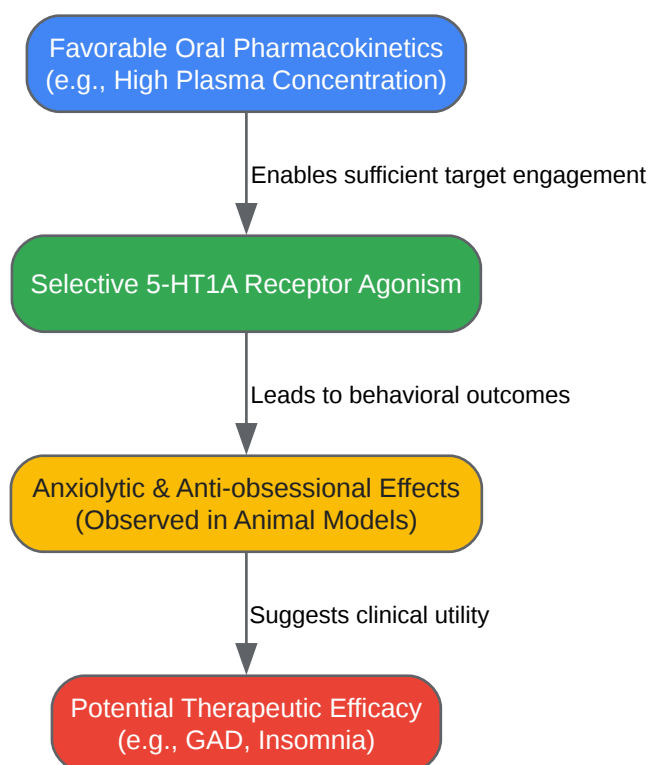 Favorable Oral Pharmacokinetics
(e.g., High Plasma Concentration)
Enables sufficient target engagement
Selective 5-HT1A Receptor Agonism
Leads to behavioral outcomes
Anxiolytic & Anti-obsessional Effects
(Observed in Animal Models)
Suggests clinical utility
Potential Therapeutic Efficacy
(e.g., GAD, Insomnia)